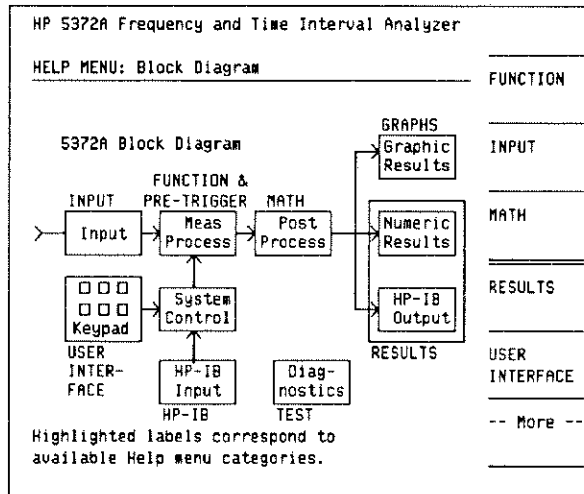 HP 5372A Frequency and Time Interval Analyzer
HELP MENU: Block Diagram
5372A Block Diagram
GRAPHS
Graphic
Results
FUNCTION &
PRE-TRIGGER
INPUT
MATH
Input
Meas
Process
Post
Process
Numeric
Results
Keypad
System
Control
HP-IB
Output
RESULTS
USER
INTER-
FACE
HP-IB
Input
HP-IB
Diag-
nostics
TEST
Highlighted labels correspond to
available Help menu categories.
FUNCTION
INPUT
MATH
RESULTS
USER
INTERFACE
-- More --